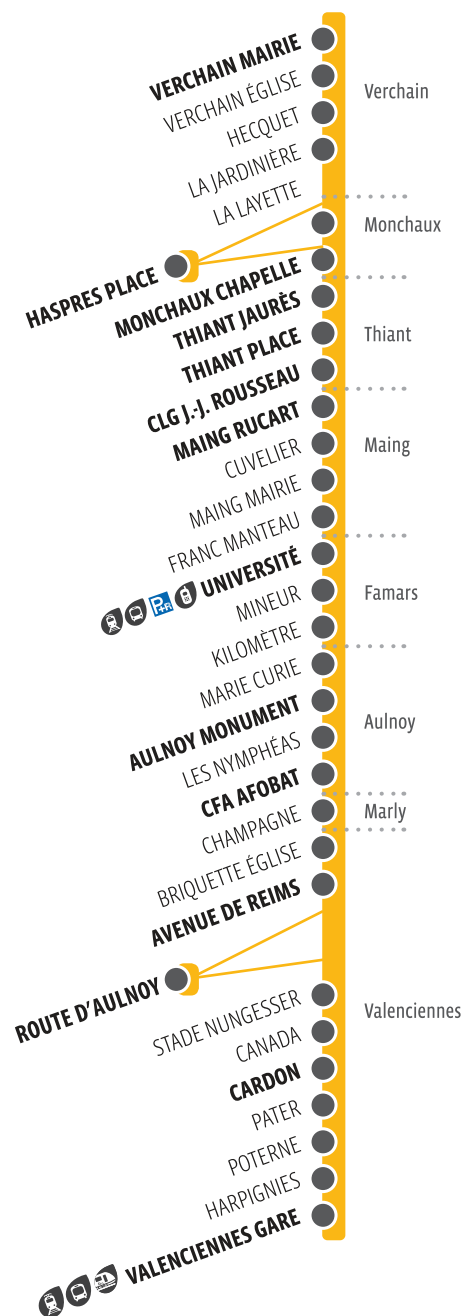 VERCHAIN MAIRIE
VERCHAIN ÉGLISE
Verchain
HECQUET
LA JARDINIÈRE
LA LAYETTE
Monchaux
HASPRES PLACE
MONCHAUX CHAPELLE
THIANT JAURÈS
THIANT PLACE
Thiant
CLG J.-J. ROUSSEAU
MAING RUCART
CUVELIER
Maing
MAING MAIRIE
FRANC MANTEAU
P+R
UNIVERSITÉ
MINEUR
Famars
KILOMÈTRE
MARIE CURIE
AULNOY MONUMENT
Aulnoy
LES NYMPHÉAS
CFA AFOBAT
CHAMPAGNE
Marly
BRIQUETTE ÉGLISE
AVENUE DE REIMS
ROUTE D'AULNOY
STADE NUNGESSER
Valenciennes
CANADA
CARDON
PATER
POTERNE
HARPIGNIES
VALENCIENNES GARE